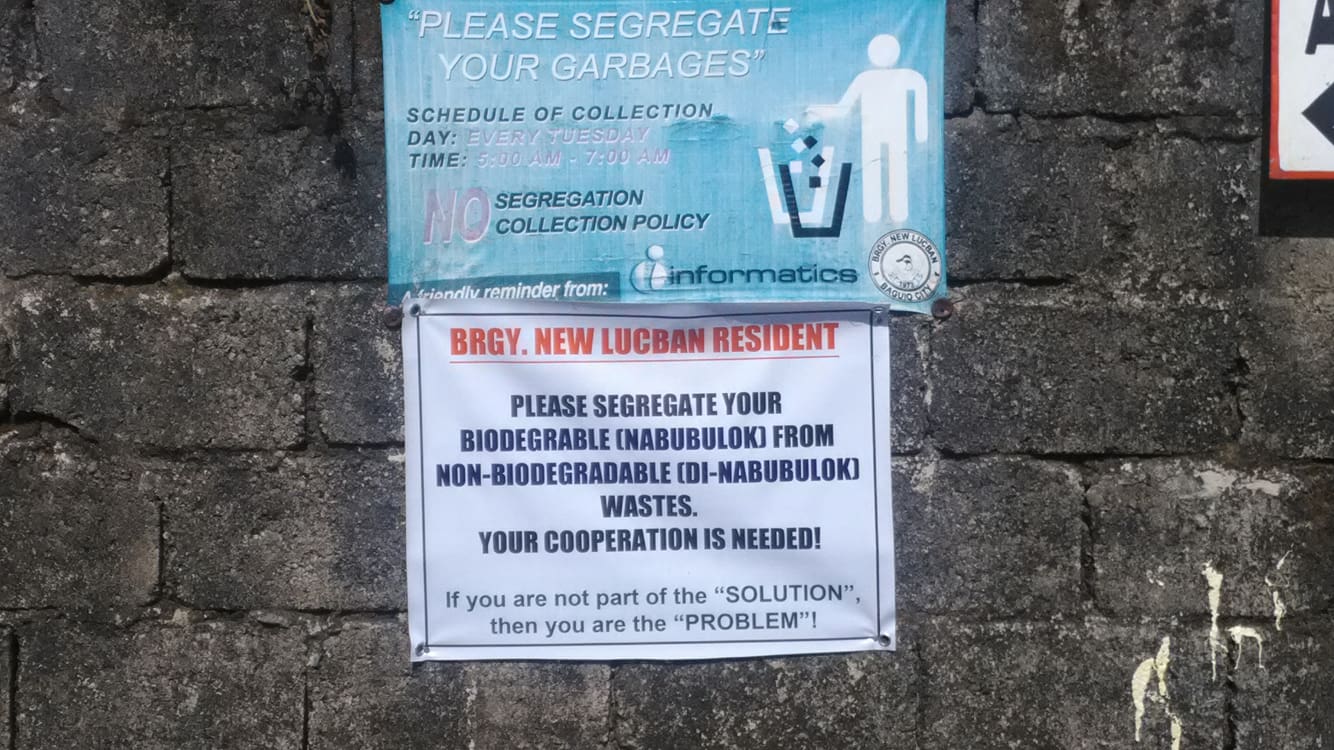 "PLEASE SEGREGATE
YOUR GARBAGES"
SCHEDULE OF COLLECTION
DAY: EVERY TUESDAY
TIME: 5:00 AM - 7:00 AM
NO SEGREGATION
COLLECTION POLICY
A friendly reminder from:
informatics
BRGY. NEW LUCBAN
1973
BAGUIO CITY
BRGY. NEW LUCBAN RESIDENT
PLEASE SEGREGATE YOUR
BIODEGRABLE (NABUBULOK) FROM
NON-BIODEGRADABLE (DI-NABUBULOK)
WASTES.
YOUR COOPERATION IS NEEDED!
If you are not part of the “SOLUTION”,
then you are the “PROBLEM”!